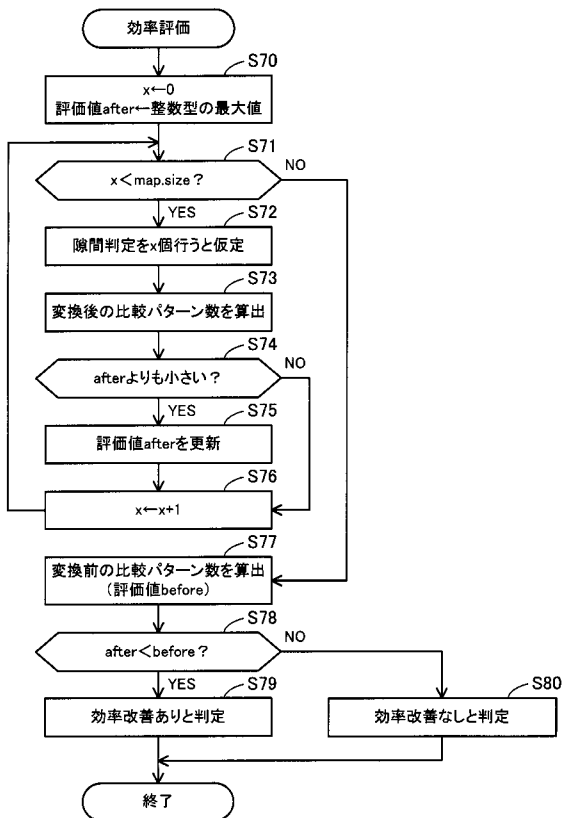 効率評価
S70
x←0
評価値after←整数型の最大値
S71
x＜map.size？
NO
YES
S72
隙間判定をx個行うと仮定
S73
変換後の比較パターン数を算出
S74
afterよりも小さい？
NO
YES
S75
評価値afterを更新
S76
x←x+1
S77
変換前の比較パターン数を算出
（評価値before）
S78
after＜before？
NO
YES
S79
効率改善ありと判定
S80
効率改善なしと判定
終了